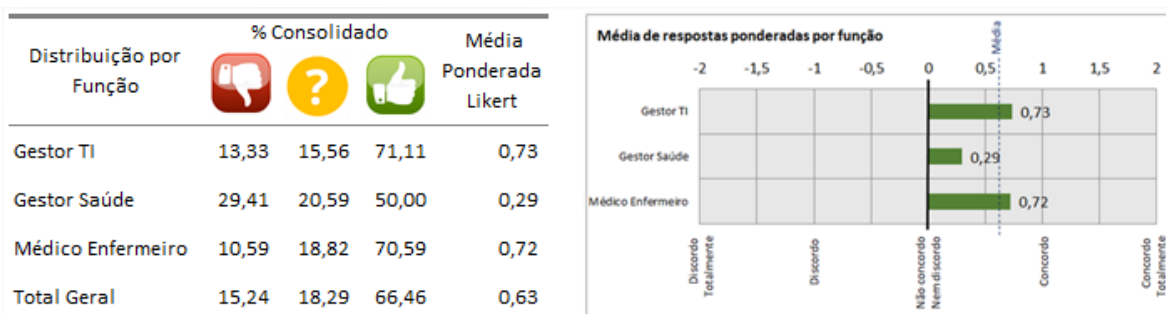 Distribuição por
Função
% Consolidado
?
Média
Ponderada
Likert
Gestor TI 13,33 15,56 71,11 0,73
Gestor Saúde 29,41 20,59 50,00 0,29
Médico Enfermeiro 10,59 18,82 70,59 0,72
Total Geral 15,24 18,29 66,46 0,63
Média de respostas ponderadas por função
Média
-2 -1,5 -1 -0,5 0 0,5 1 1,5 2
Gestor TI 0,73
Gestor Saúde 0,29
Médico Enfermeiro 0,72
Discordo
Totalmente
Discordo
Não concordo
Nem discordo
Concordo
Concordo
Totalmente